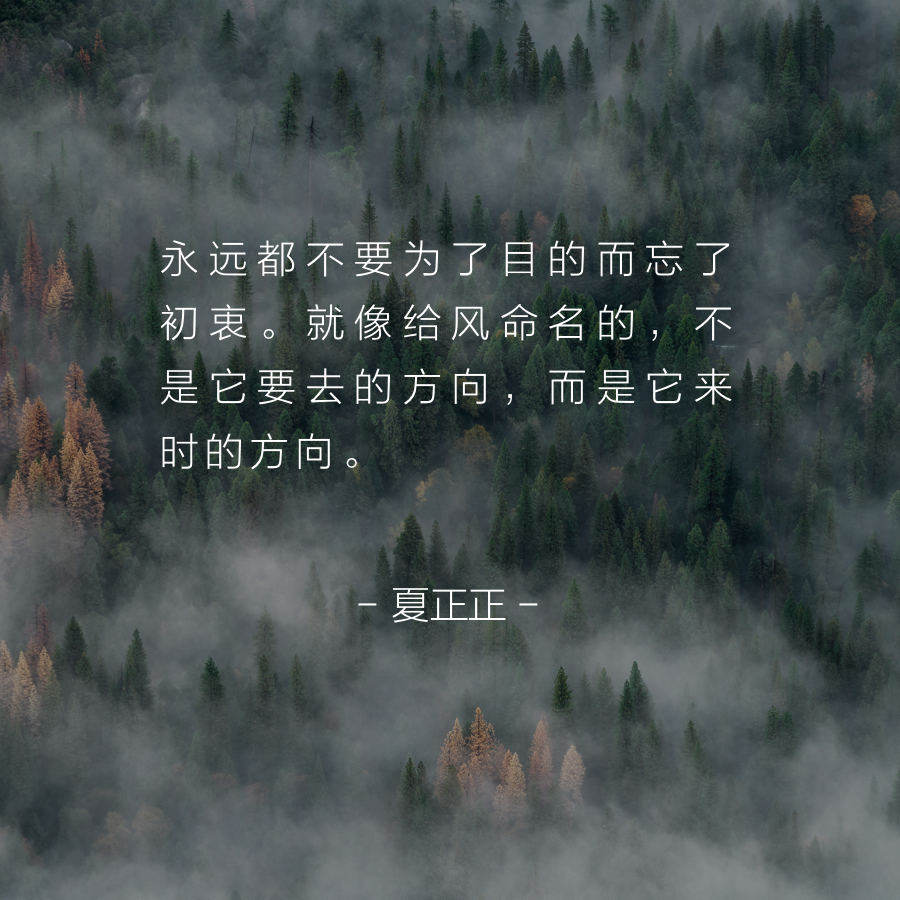 永远都不要为了目的而忘了
初衷。就像给风命名的，不
是它要去的方向，而是它来
时的方向。
- 夏正正 -